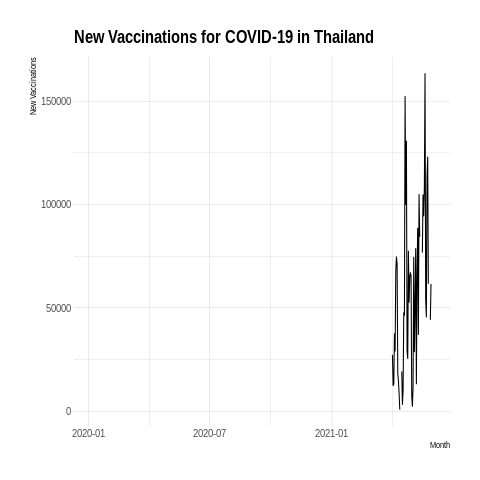 New Vaccinations for COVID-19 in Thailand
New Vaccinations
150000
100000
50000
0
2020-01 2020-07 2021-01
Month